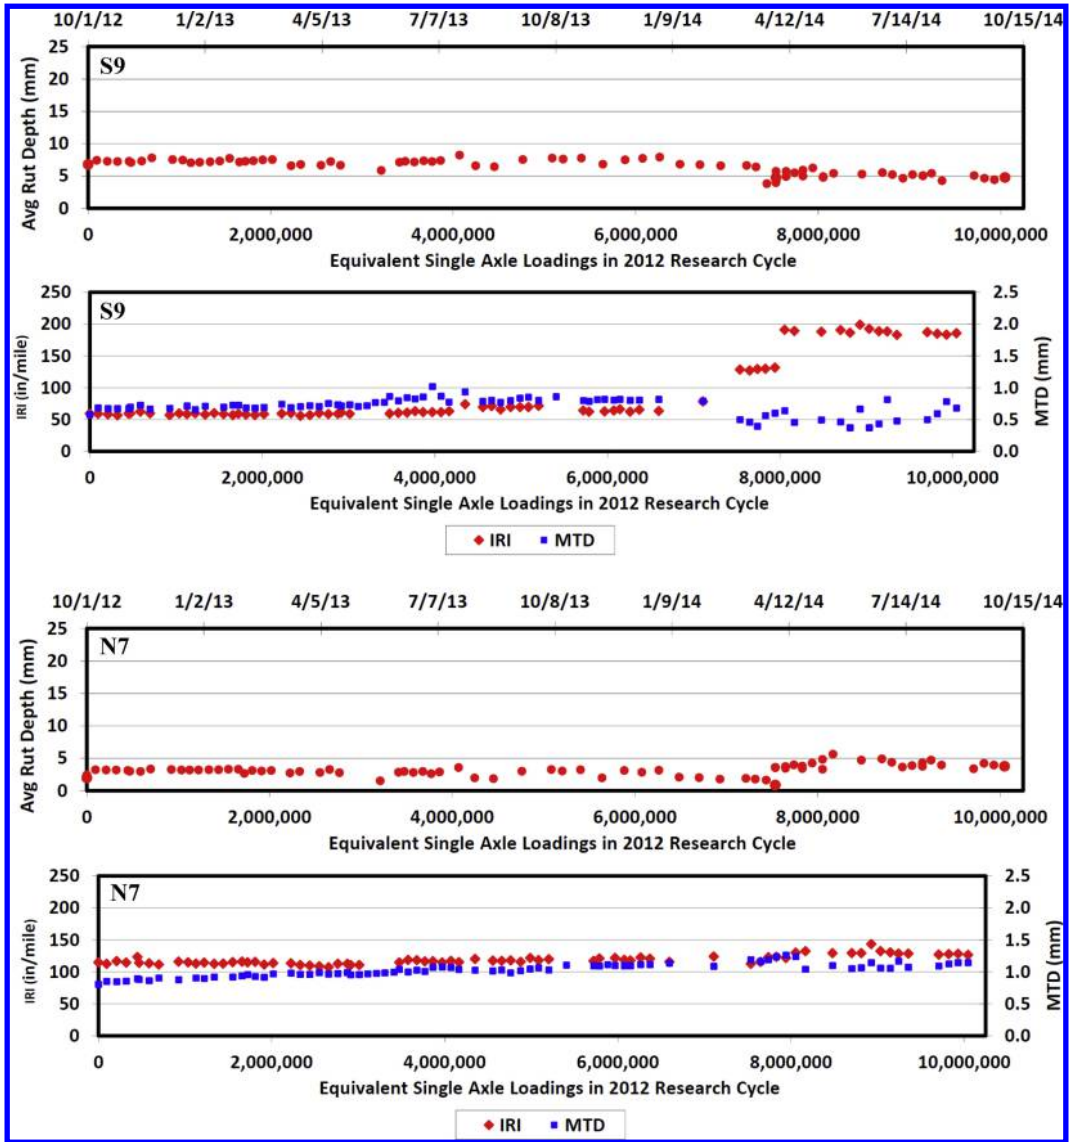 10/1/12 1/2/13 4/5/13 7/7/13 10/8/13 1/9/14 4/12/14 7/14/14 10/15/14
S9
Avg Rut Depth (mm)
25
20
15
10
5
0
0 2,000,000 4,000,000 6,000,000 8,000,000 10,000,000
Equivalent Single Axle Loadings in 2012 Research Cycle
S9
IRI (in/mile)
250 2.5
200 2.0
150 1.5
100 1.0
50 0.5
0 0.0
MTD (mm)
0 2,000,000 4,000,000 6,000,000 8,000,000 10,000,000
Equivalent Single Axle Loadings in 2012 Research Cycle
IRI MTD
10/1/12 1/2/13 4/5/13 7/7/13 10/8/13 1/9/14 4/12/14 7/14/14 10/15/14
N7
Avg Rut Depth (mm)
25
20
15
10
5
0
0 2,000,000 4,000,000 6,000,000 8,000,000 10,000,000
Equivalent Single Axle Loadings in 2012 Research Cycle
N7
IRI (in/mile)
250 2.5
200 2.0
150 1.5
100 1.0
50 0.5
0 0.0
MTD (mm)
0 2,000,000 4,000,000 6,000,000 8,000,000 10,000,000
Equivalent Single Axle Loadings in 2012 Research Cycle
IRI MTD